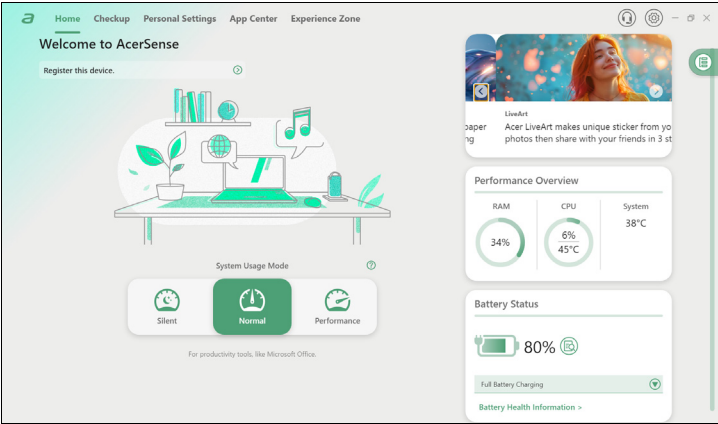 a
Home
Checkup
Personal Settings
App Center
Experience Zone
Welcome to AcerSense
Register this device.
LiveArt
paper
ng
Acer LiveArt makes unique sticker from yo
photos then share with your friends in 3 st
Performance Overview
RAM
CPU
System
34%
6%
45°C
38°C
System Usage Mode
?
Silent
Normal
Performance
For productivity tools, like Microsoft Office.
Battery Status
80%
Full Battery Charging
Battery Health Information >